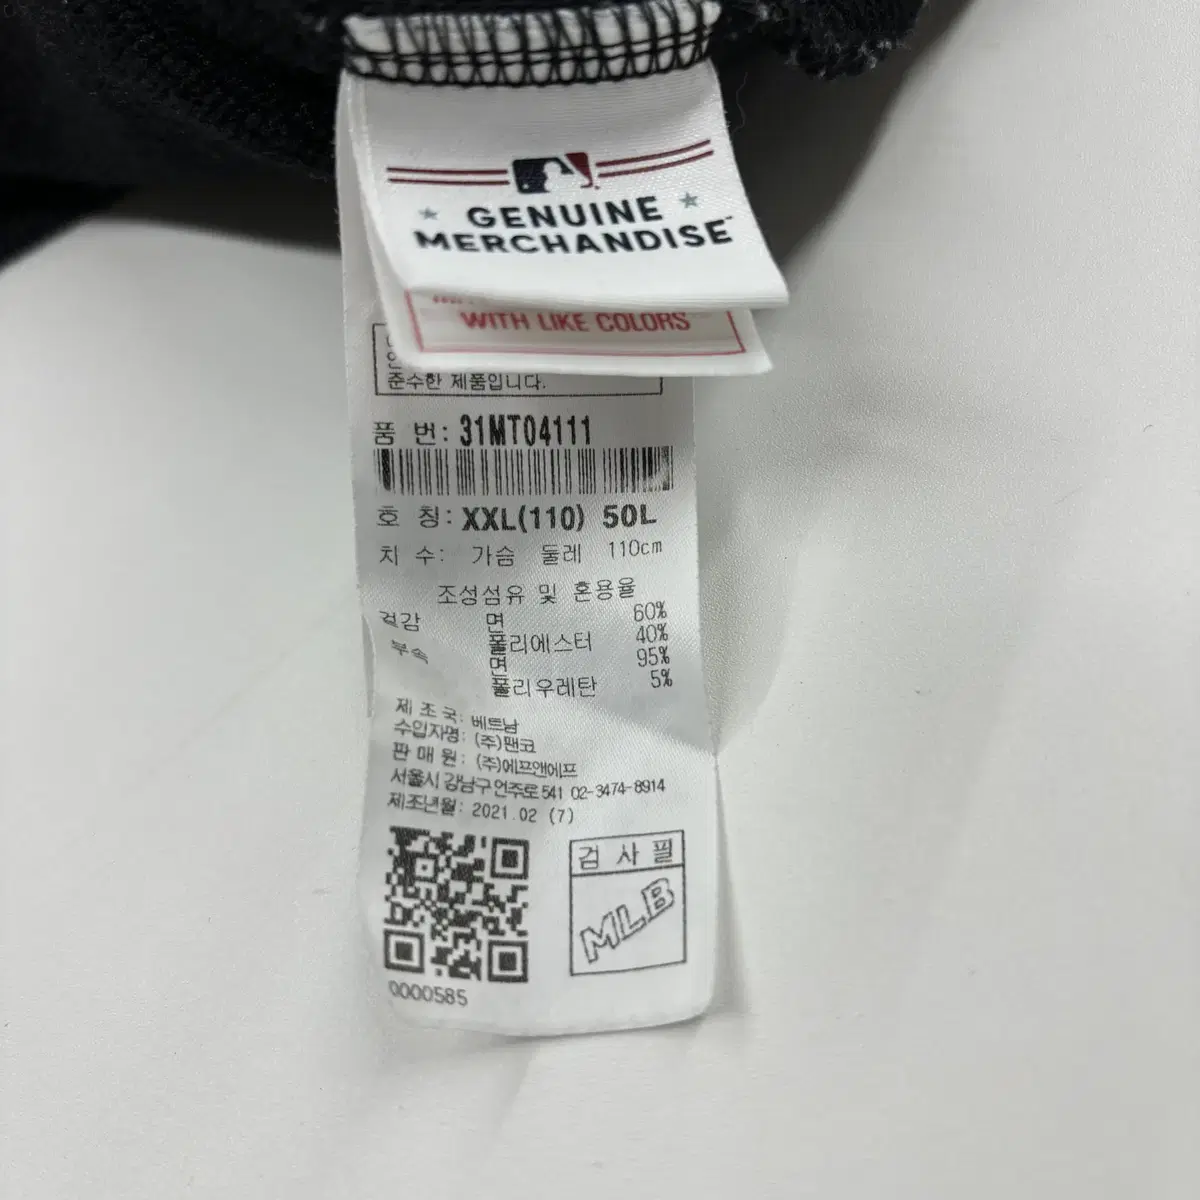 GENUINE
MERCHANDISE™
WITH LIKE COLORS
준수한 제품입니다.
품 번: 31MT04111
호 칭: XXL(110) 50L
치 수: 가슴 둘레 110cm
조성섬유 및 혼용율
겉감 면 60%
폴리에스터 40%
부속 면 95%
폴리우레탄 5%
제 조 국: 베트남
수입자명: (주)팬코
판 매 원: (주)에프앤에프
서울시 강남구 언주로 541 02-3474-8914
제조년월: 2021.02 (7)
검 사 필
MLB
0000585